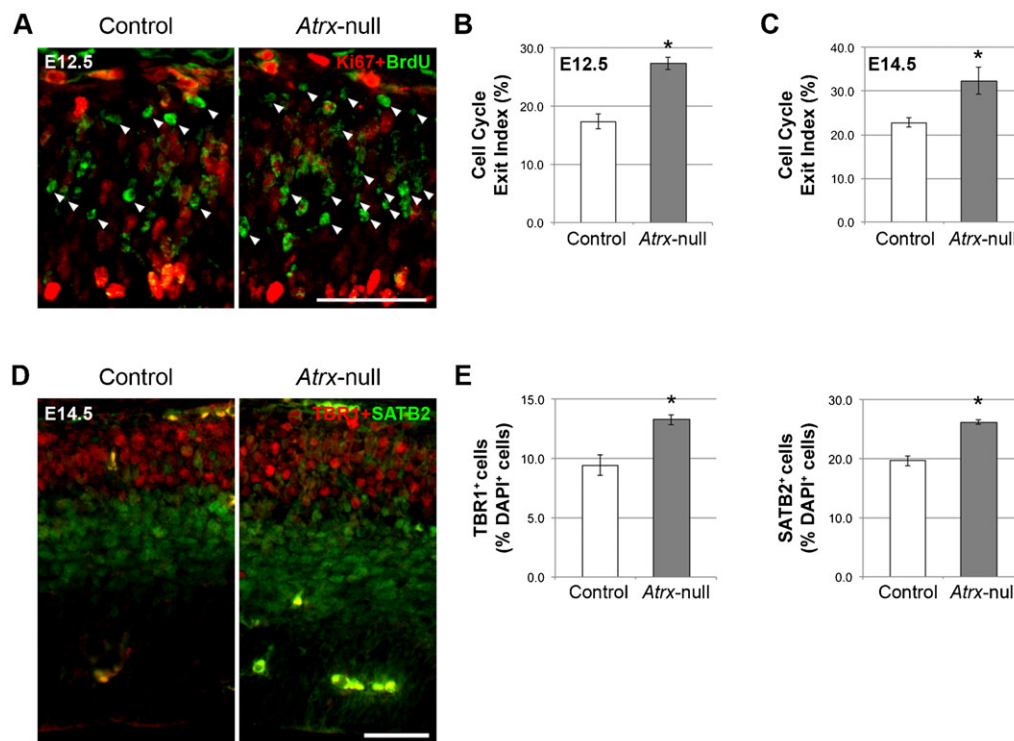 Control
Atrx-null
A
E12.5
Ki67+BrdU
B
Cell Cycle
Exit Index (%)
30.0
20.0
10.0
0.0
E12.5
*
Control
Atrx-null
C
Cell Cycle
Exit Index (%)
40.0
30.0
20.0
10.0
0.0
E14.5
*
Control
Atrx-null
D
Control
Atrx-null
E14.5
TBR1+SATB2
E
TBR1⁺ cells
(% DAPI⁺ cells)
15.0
10.0
5.0
0.0
*
Control
Atrx-null
SATB2⁺ cells
(% DAPI⁺ cells)
30.0
20.0
10.0
0.0
*
Control
Atrx-null